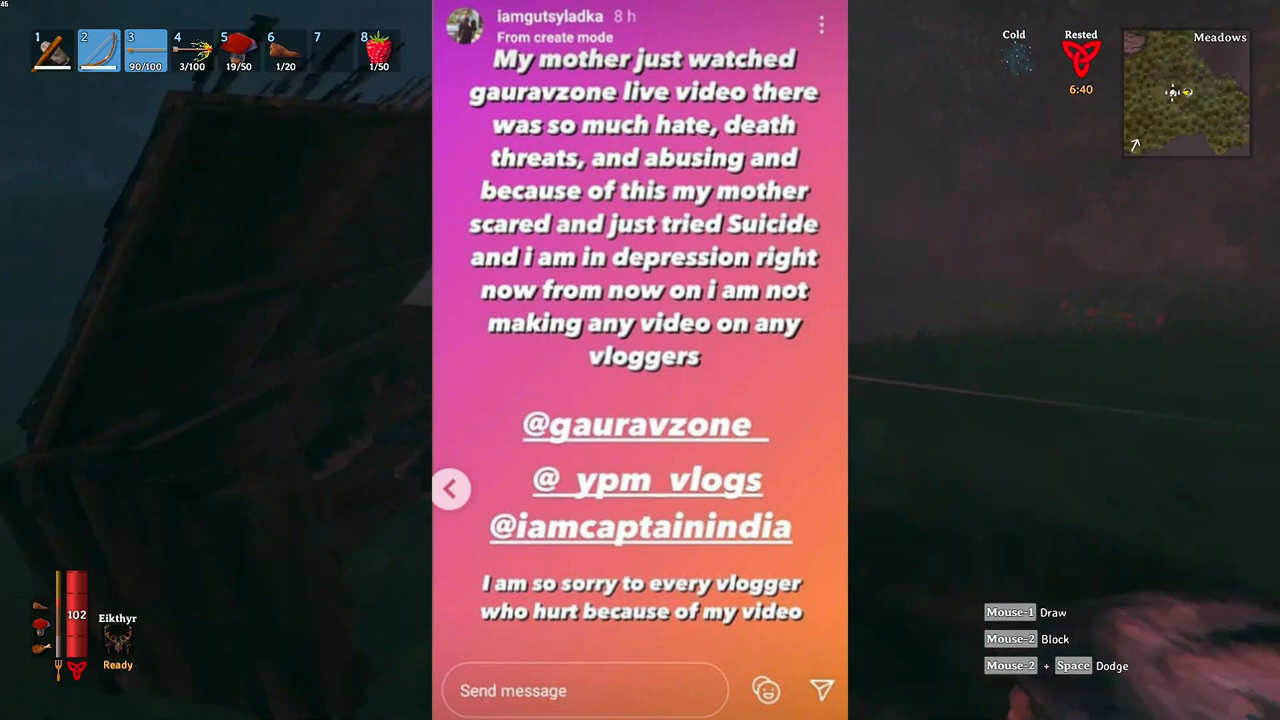 45
1
2
3
4
5
6
7
8
90/100
3/100
19/50
1/20
1/50
iamgutsyladka 8 h
From create mode
My mother just watched
gauravzone live video there
was so much hate, death
threats, and abusing and
because of this my mother
scared and just tried Suicide
and i am in depression right
now from now on i am not
making any video on any
vloggers
@gauravzone_
@_ypm_vlogs
@iamcaptainindia
I am so sorry to every vlogger
who hurt because of my video
Send message
Cold
Rested
6:40
Meadows
102
Eikthyr
Ready
Mouse-1 Draw
Mouse-2 Block
Mouse-2 + Space Dodge